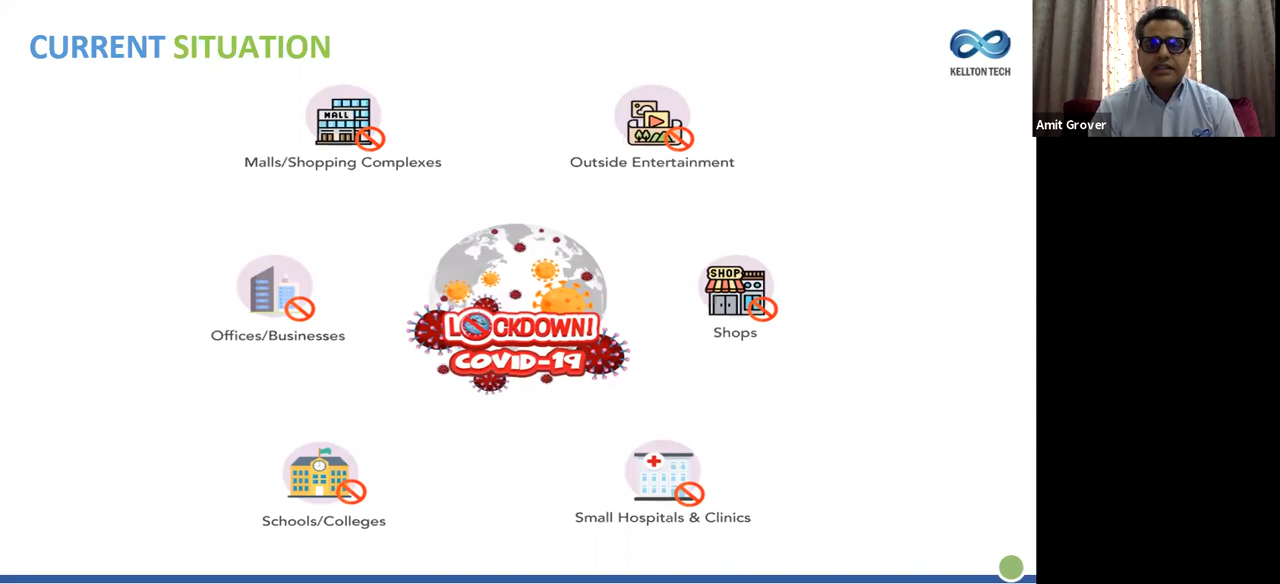 CURRENT SITUATION
KELLTON TECH
Amit Grover
MALL
Malls/Shopping Complexes
Outside Entertainment
Offices/Businesses
LOCKDOWN!
COVID-19
SHOP
Shops
Schools/Colleges
Small Hospitals & Clinics